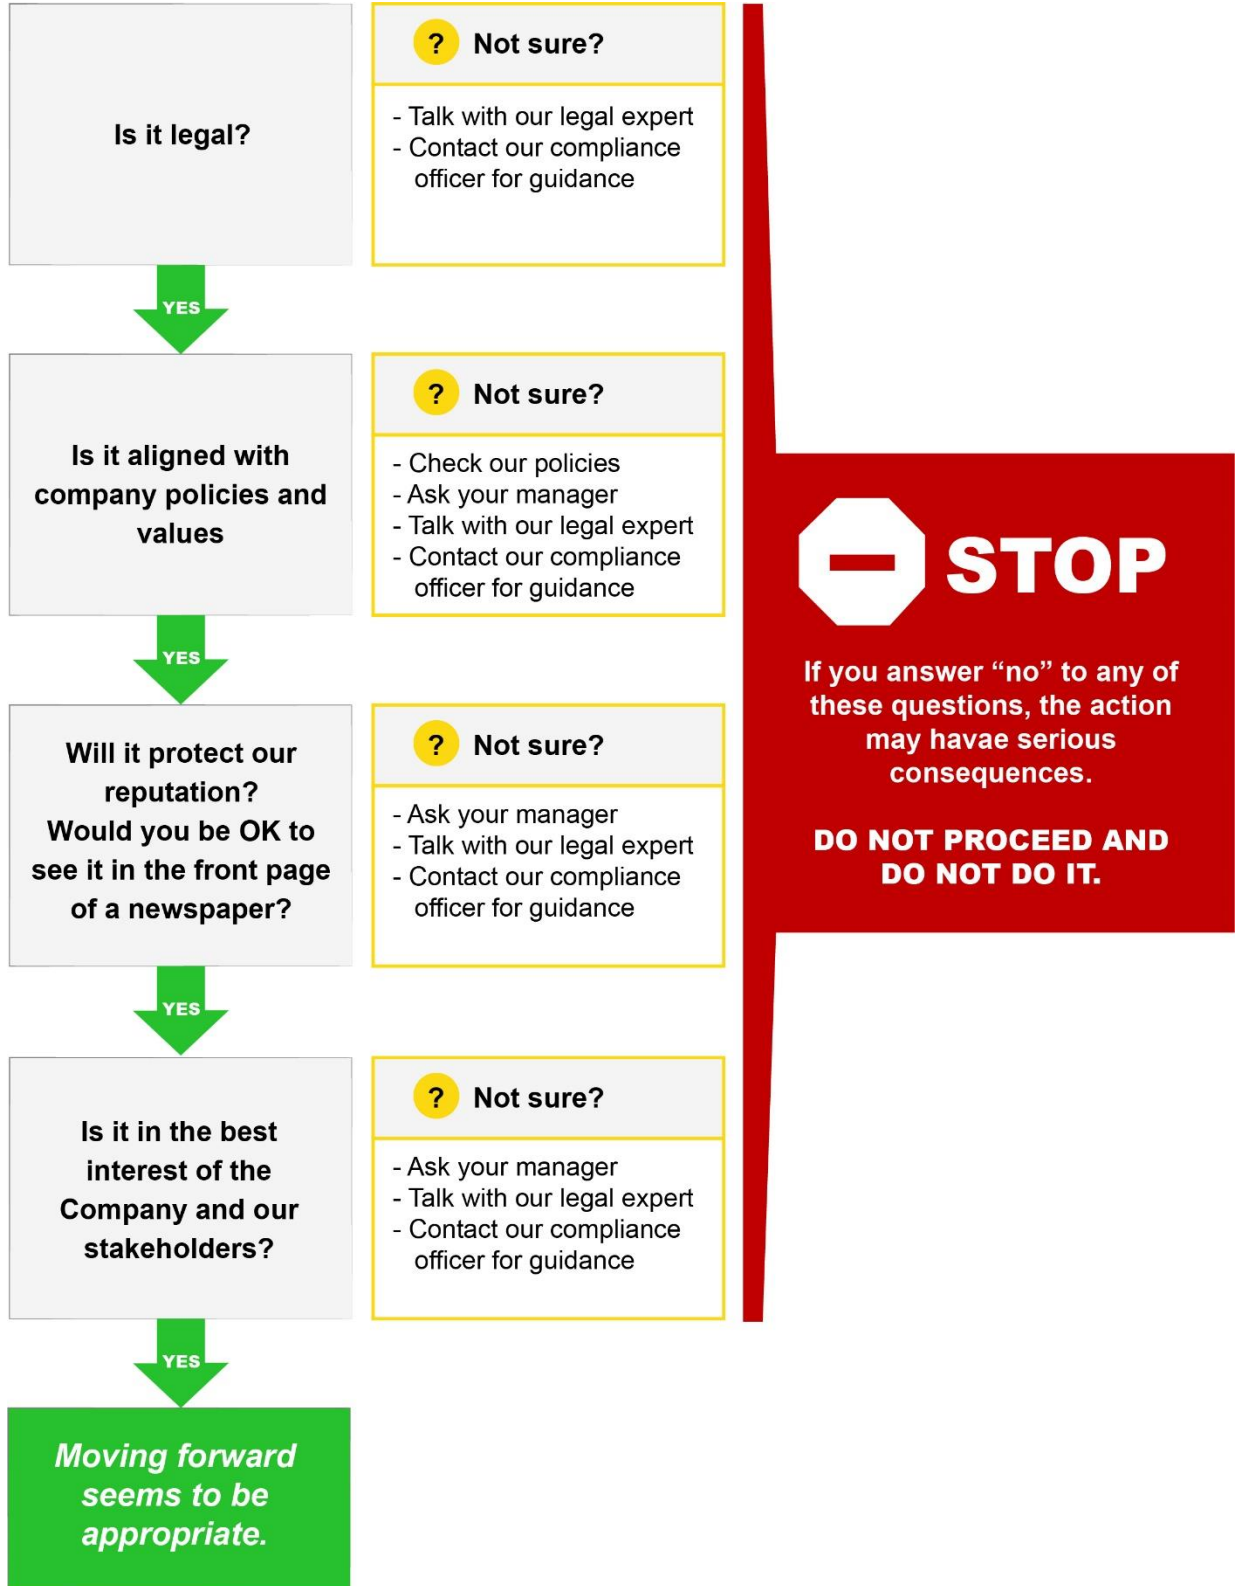 Is it legal?
? Not sure?
- Talk with our legal expert
- Contact our compliance
officer for guidance
YES
Is it aligned with
company policies and
values
? Not sure?
- Check our policies
- Ask your manager
- Talk with our legal expert
- Contact our compliance
officer for guidance
YES
Will it protect our
reputation?
Would you be OK to
see it in the front page
of a newspaper?
? Not sure?
- Ask your manager
- Talk with our legal expert
- Contact our compliance
officer for guidance
YES
Is it in the best
interest of the
Company and our
stakeholders?
? Not sure?
- Ask your manager
- Talk with our legal expert
- Contact our compliance
officer for guidance
YES
Moving forward
seems to be
appropriate.
STOP
If you answer “no” to any of
these questions, the action
may havae serious
consequences.
DO NOT PROCEED AND
DO NOT DO IT.